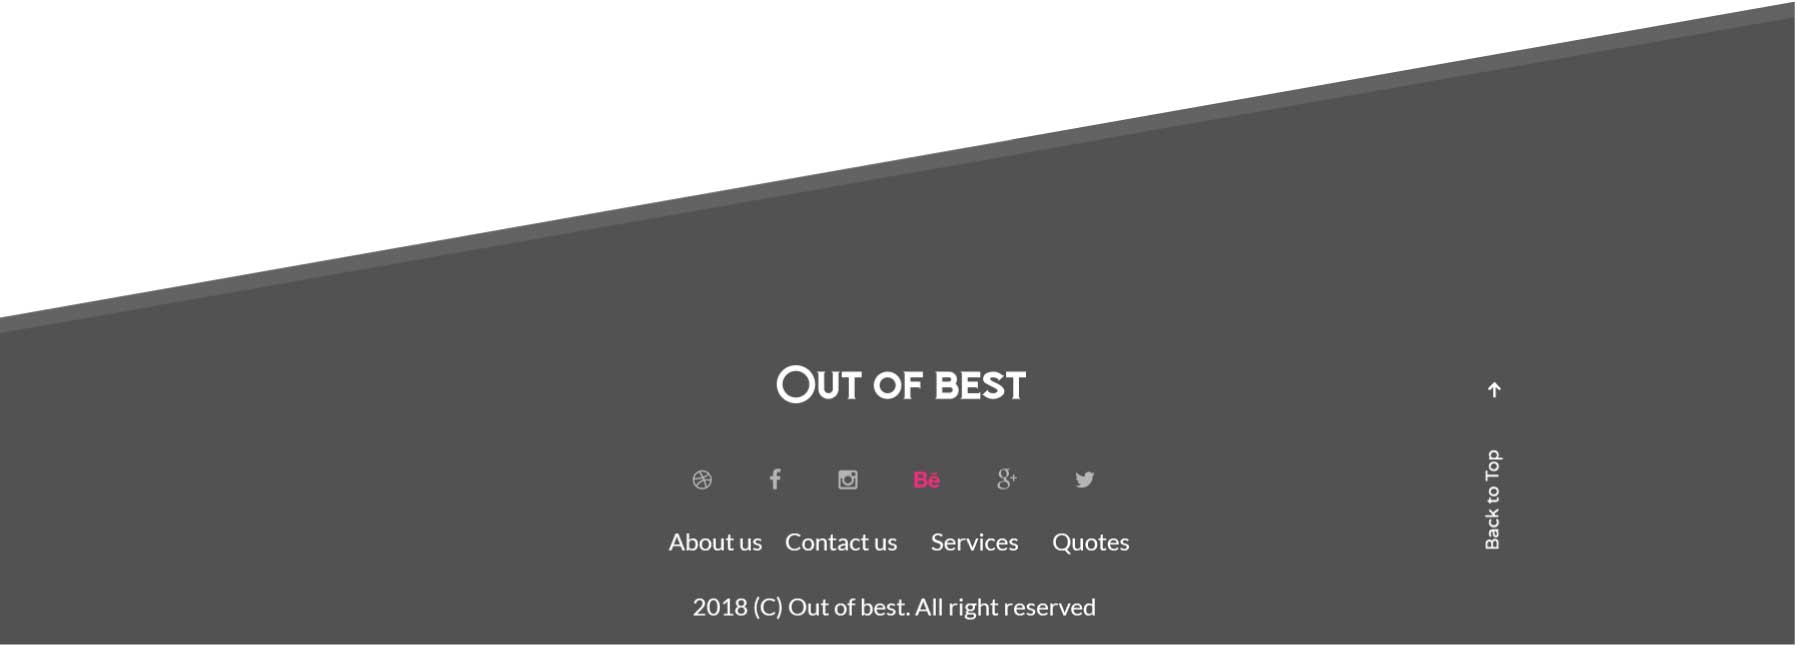 Out of best
Bē
g+
About us Contact us Services Quotes
2018 (C) Out of best. All right reserved
Back to Top